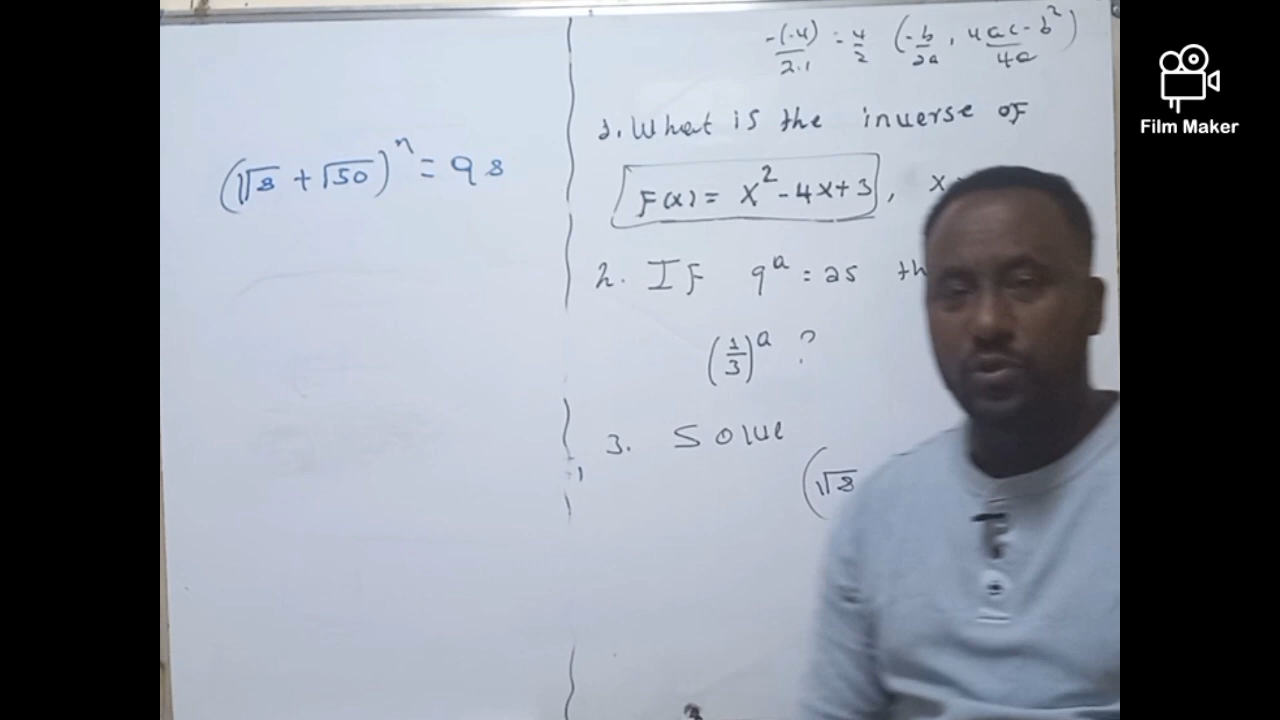 (√8 + √50)ⁿ = 98
-(-4)/2.1 = 4/2 (-b/2a, 4ac-b²/4a)
1. What is the inverse of
F(x) = x² - 4x + 3, x
2. IF 9ᵃ = 25 th
(1/3)ᵃ ?
3. Solve
(√8
Film Maker